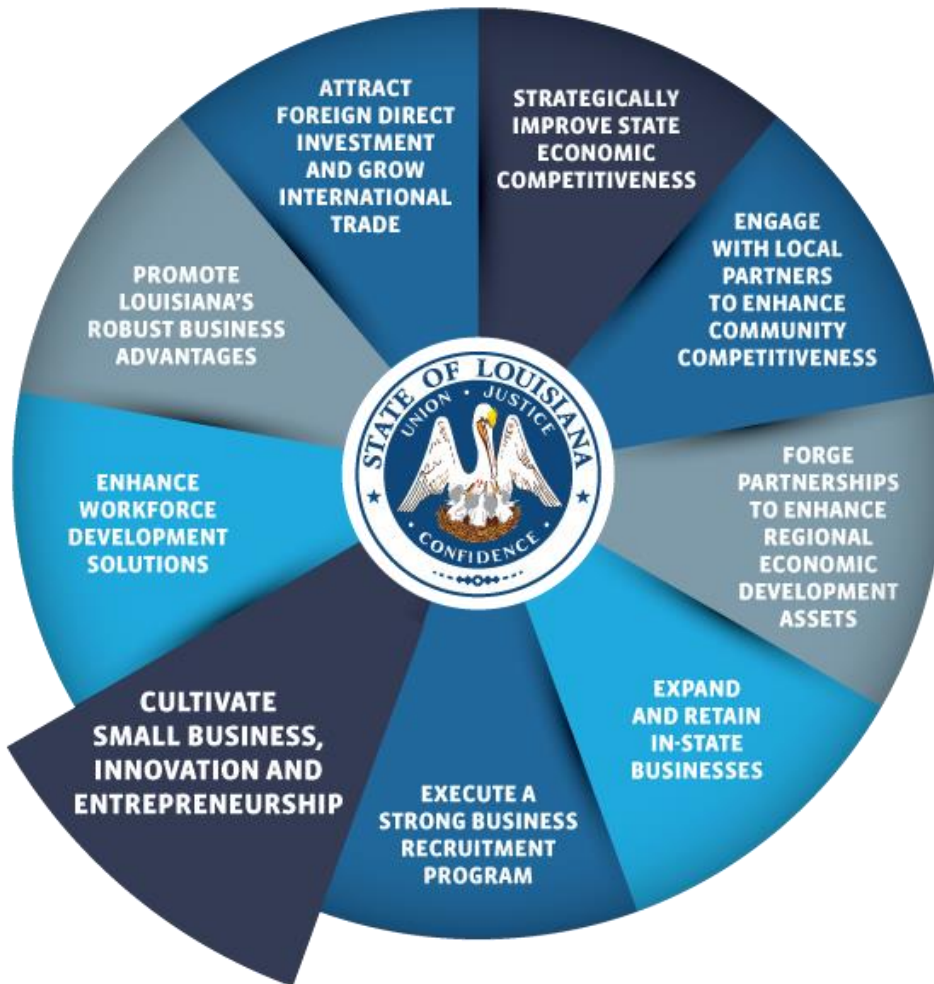 STRATEGICALLY
IMPROVE STATE
ECONOMIC
COMPETITIVENESS
ENGAGE
WITH LOCAL
PARTNERS
TO ENHANCE
COMMUNITY
COMPETITIVENESS
FORGE
PARTNERSHIPS
TO ENHANCE
REGIONAL
ECONOMIC
DEVELOPMENT
ASSETS
EXPAND
AND RETAIN
IN-STATE
BUSINESSES
EXECUTE A
STRONG BUSINESS
RECRUITMENT
PROGRAM
CULTIVATE
SMALL BUSINESS,
INNOVATION AND
ENTREPRENEURSHIP
ENHANCE
WORKFORCE
DEVELOPMENT
SOLUTIONS
PROMOTE
LOUISIANA'S
ROBUST BUSINESS
ADVANTAGES
ATTRACT
FOREIGN DIRECT
INVESTMENT
AND GROW
INTERNATIONAL
TRADE
STATE OF LOUISIANA
UNION · JUSTICE
· CONFIDENCE ·